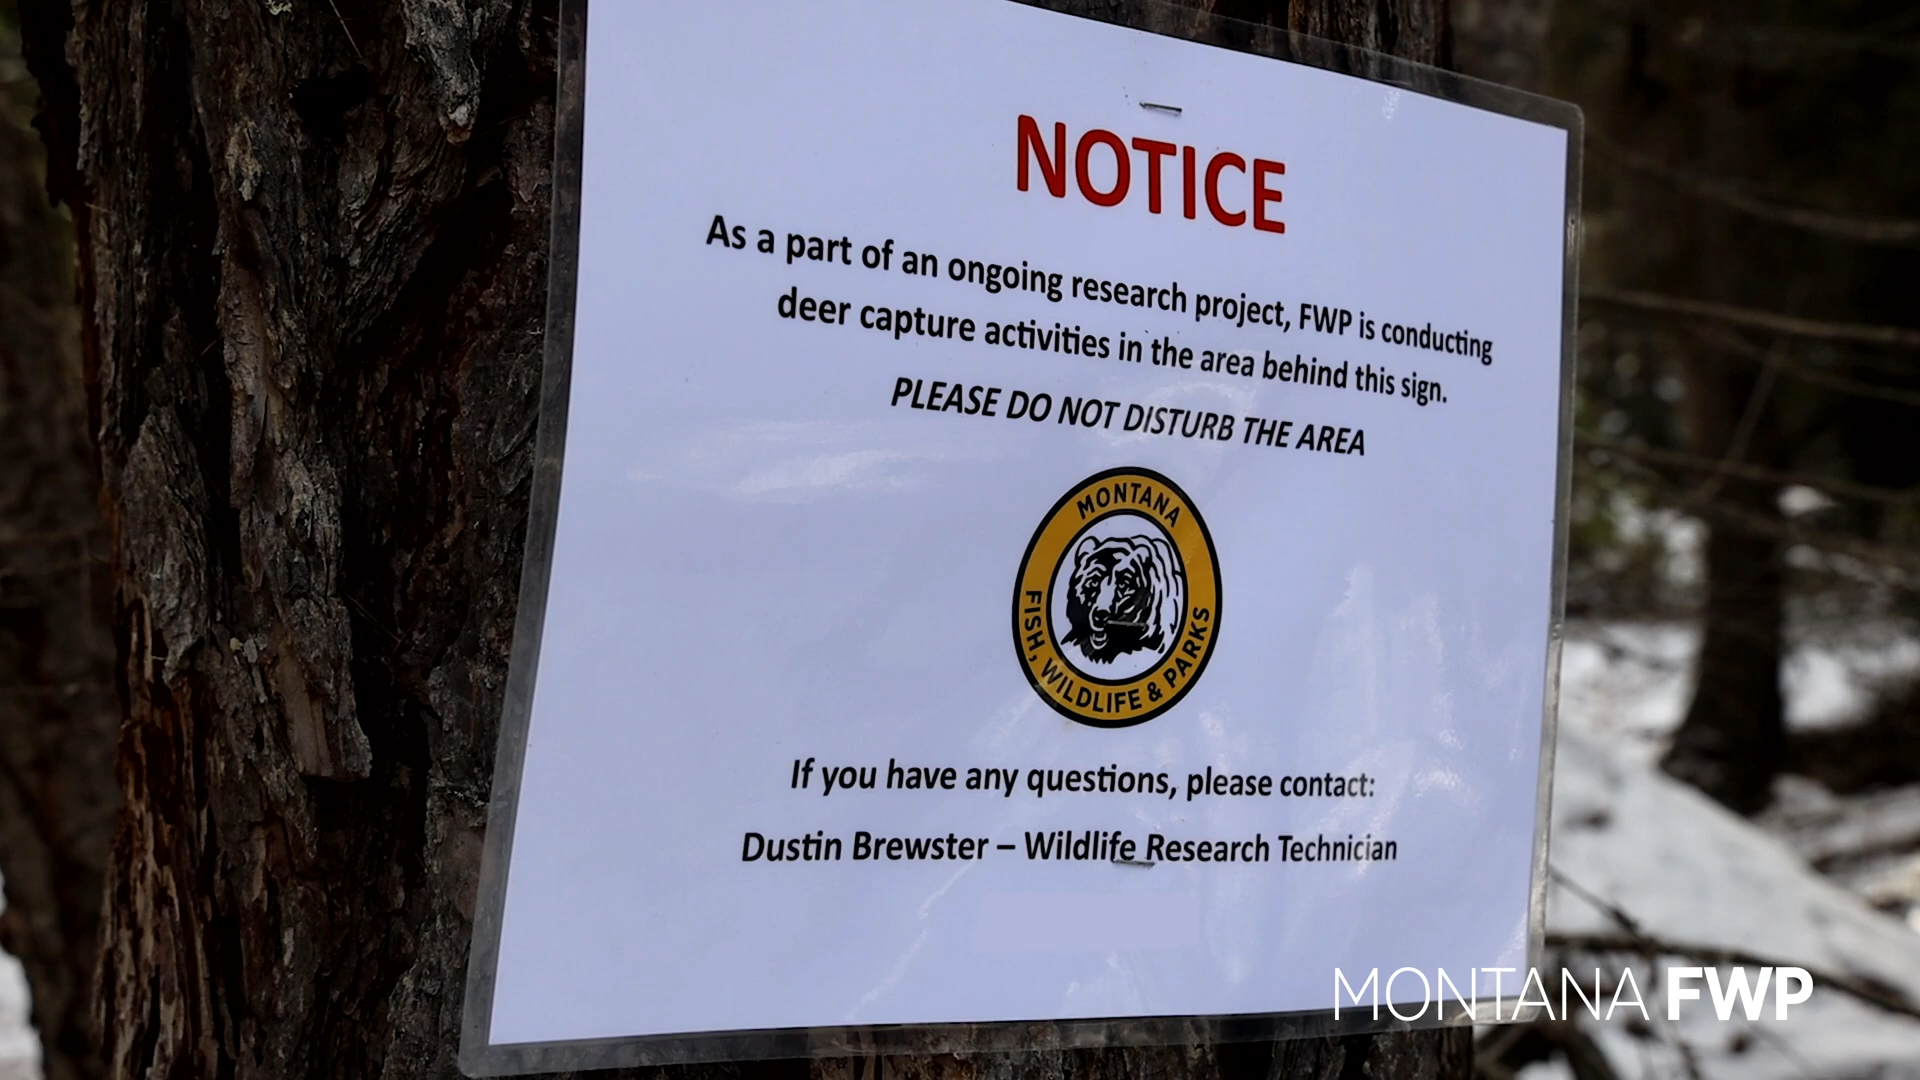 NOTICE
As a part of an ongoing research project, FWP is conducting
deer capture activities in the area behind this sign.
PLEASE DO NOT DISTURB THE AREA
MONTANA
FISH, WILDLIFE & PARKS
If you have any questions, please contact:
Dustin Brewster – Wildlife Research Technician
MONTANA FWP